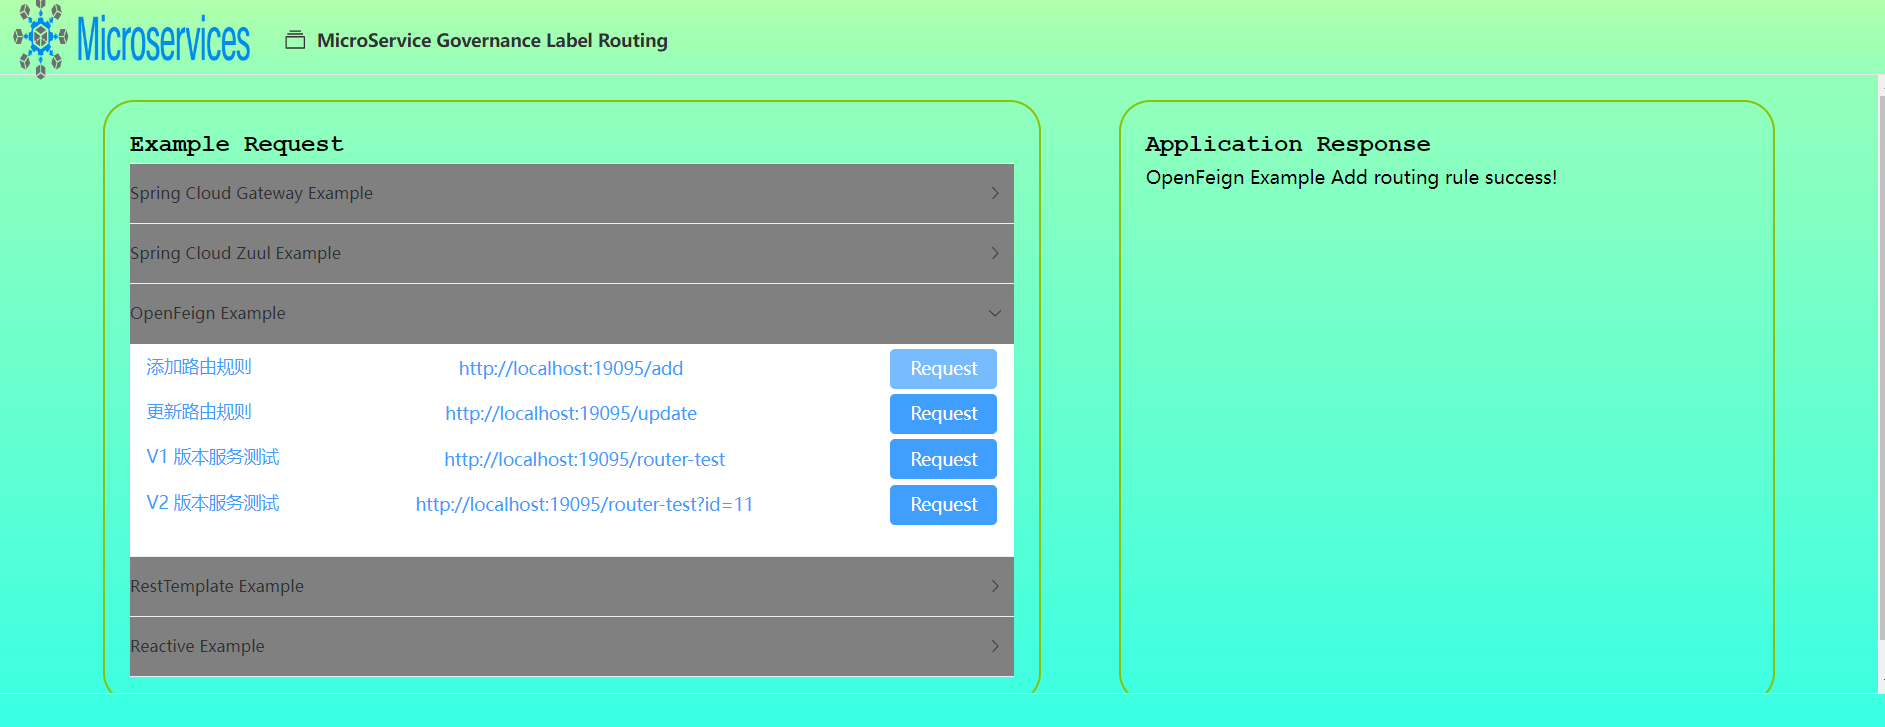 Microservices
MicroService Governance Label Routing
Example Request
Spring Cloud Gateway Example
Spring Cloud Zuul Example
OpenFeign Example
添加路由规则 http://localhost:19095/add Request
更新路由规则 http://localhost:19095/update Request
V1 版本服务测试 http://localhost:19095/router-test Request
V2 版本服务测试 http://localhost:19095/router-test?id=11 Request
RestTemplate Example
Reactive Example
Application Response
OpenFeign Example Add routing rule success!